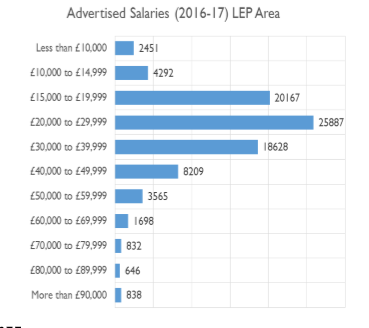 Advertised Salaries (2016-17) LEP Area
Less than £10,000 2451
£10,000 to £14,999 4292
£15,000 to £19,999 20167
£20,000 to £29,999 25887
£30,000 to £39,999 18628
£40,000 to £49,999 8209
£50,000 to £59,999 3565
£60,000 to £69,999 1698
£70,000 to £79,999 832
£80,000 to £89,999 646
More than £90,000 838